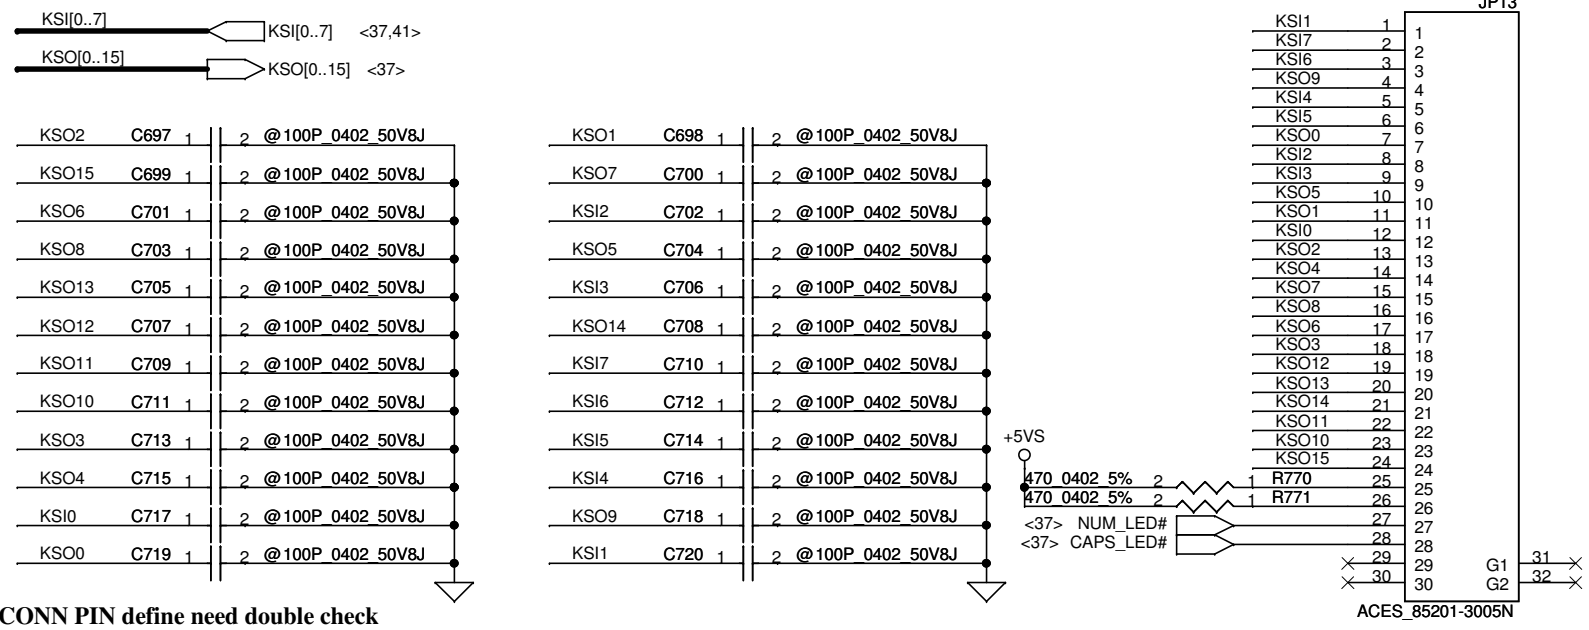 KSI[0..7] KSI[0..7] <37,41>
KSO[0..15] KSO[0..15] <37>
KSO2 C697 1 2 @100P_0402_50V8J
KSO15 C699 1 2 @100P_0402_50V8J
KSO6 C701 1 2 @100P_0402_50V8J
KSO8 C703 1 2 @100P_0402_50V8J
KSO13 C705 1 2 @100P_0402_50V8J
KSO12 C707 1 2 @100P_0402_50V8J
KSO11 C709 1 2 @100P_0402_50V8J
KSO10 C711 1 2 @100P_0402_50V8J
KSO3 C713 1 2 @100P_0402_50V8J
KSO4 C715 1 2 @100P_0402_50V8J
KSI0 C717 1 2 @100P_0402_50V8J
KSO0 C719 1 2 @100P_0402_50V8J
CONN PIN define need double check
KSO1 C698 1 2 @100P_0402_50V8J
KSO7 C700 1 2 @100P_0402_50V8J
KSI2 C702 1 2 @100P_0402_50V8J
KSO5 C704 1 2 @100P_0402_50V8J
KSI3 C706 1 2 @100P_0402_50V8J
KSO14 C708 1 2 @100P_0402_50V8J
KSI7 C710 1 2 @100P_0402_50V8J
KSI6 C712 1 2 @100P_0402_50V8J
KSI5 C714 1 2 @100P_0402_50V8J
KSI4 C716 1 2 @100P_0402_50V8J
KSO9 C718 1 2 @100P_0402_50V8J
KSI1 C720 1 2 @100P_0402_50V8J
JP13
KSI1 1 1
KSI7 2 2
KSI6 3 3
KSO9 4 4
KSI4 5 5
KSI5 6 6
KSO0 7 7
KSI2 8 8
KSI3 9 9
KSO5 10 10
KSO1 11 11
KSI0 12 12
KSO2 13 13
KSO4 14 14
KSO7 15 15
KSO8 16 16
KSO6 17 17
KSO3 18 18
KSO12 19 19
KSO13 20 20
KSO14 21 21
KSO11 22 22
KSO10 23 23
KSO15 24 24
+5VS
470_0402_5% 2 1 R770 25 25
470_0402_5% 2 1 R771 26 26
<37> NUM_LED# 27 27
<37> CAPS_LED# 28 28
29 29 G1 31
30 30 G2 32
ACES_85201-3005N